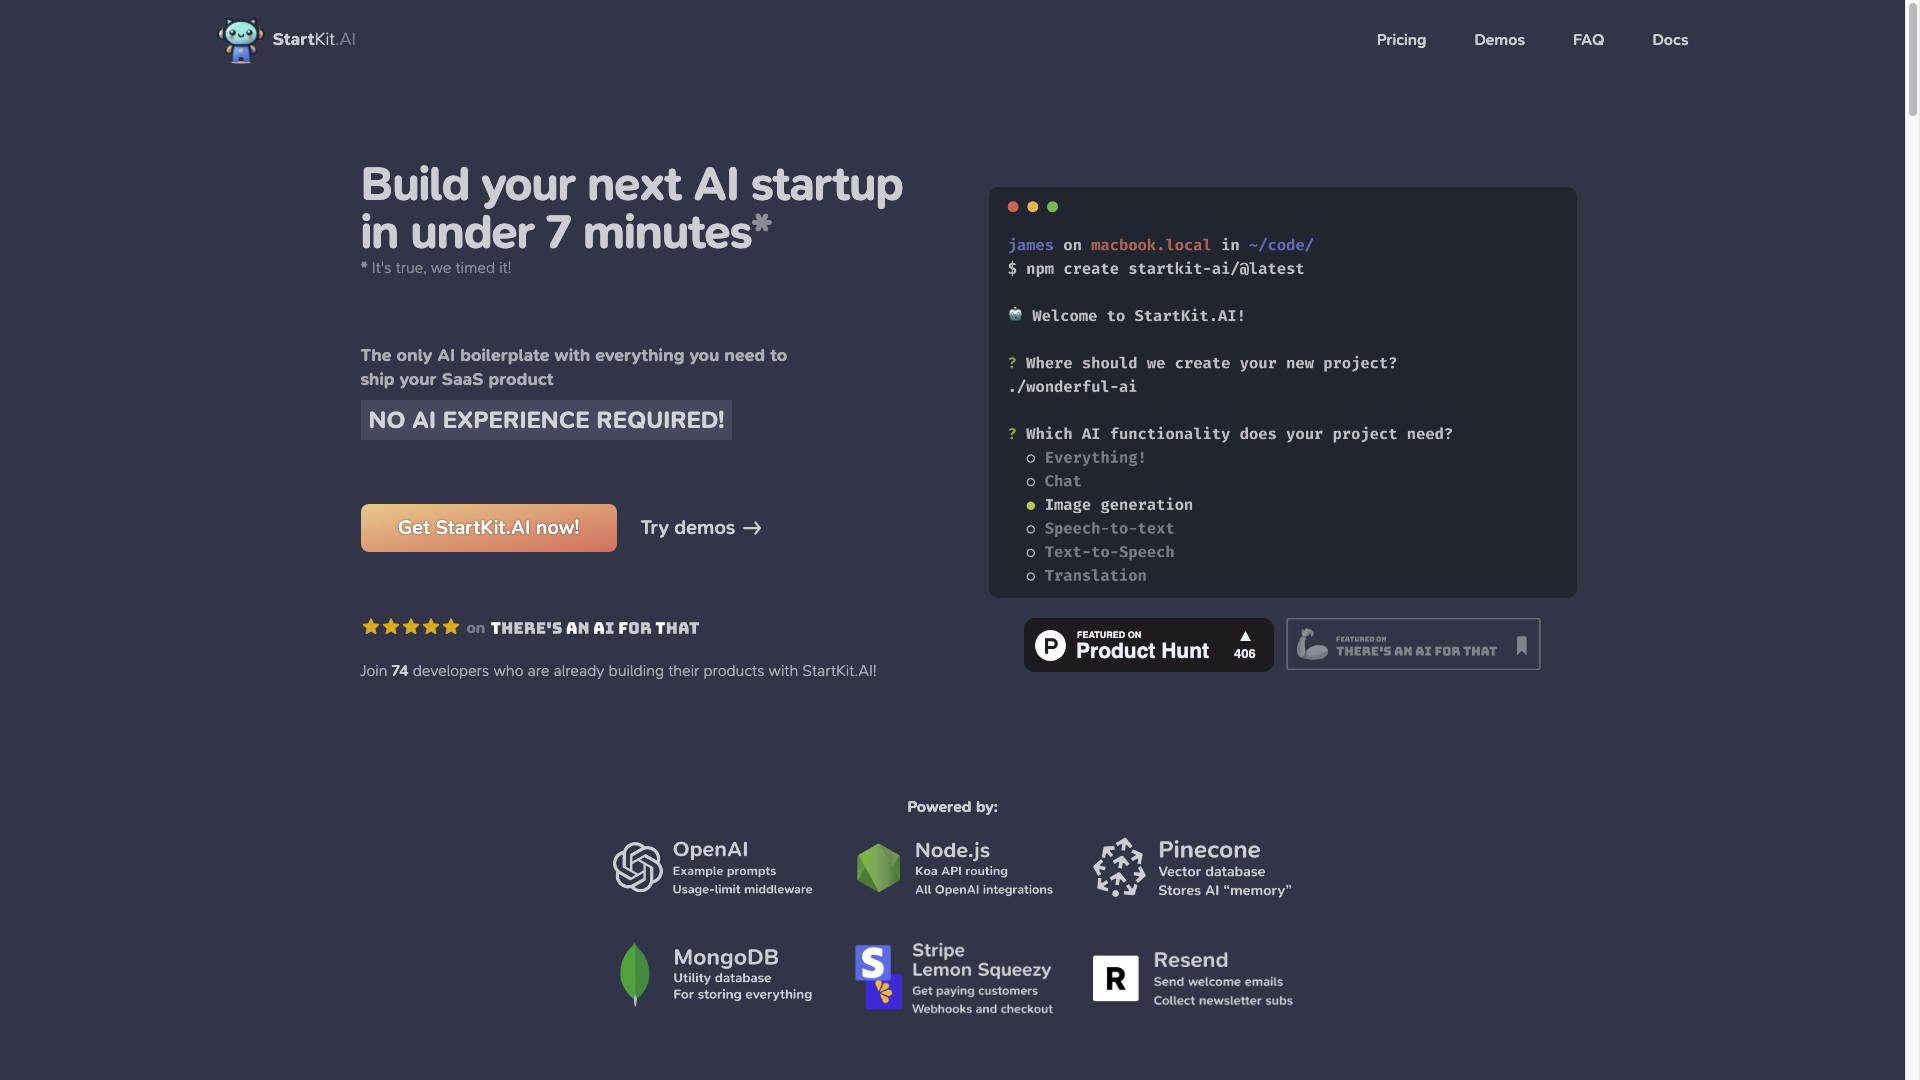 StartKit.AI
Pricing
Demos
FAQ
Docs
Build your next AI startup
in under 7 minutes*
* It's true, we timed it!
The only AI boilerplate with everything you need to
ship your SaaS product
NO AI EXPERIENCE REQUIRED!
Get StartKit.AI now!
Try demos →
on THERE'S AN AI FOR THAT
Join 74 developers who are already building their products with StartKit.AI!
james on macbook.local in ~/code/
$ npm create startkit-ai/@latest
Welcome to StartKit.AI!
? Where should we create your new project?
./wonderful-ai
? Which AI functionality does your project need?
Everything!
Chat
Image generation
Speech-to-text
Text-to-Speech
Translation
P
FEATURED ON
Product Hunt
406
FEATURED ON
THERE'S AN AI FOR THAT
Powered by:
OpenAI
Example prompts
Usage-limit middleware
Node.js
Koa API routing
All OpenAI integrations
Pinecone
Vector database
Stores AI “memory”
MongoDB
Utility database
For storing everything
S
Stripe
Lemon Squeezy
Get paying customers
Webhooks and checkout
R
Resend
Send welcome emails
Collect newsletter subs